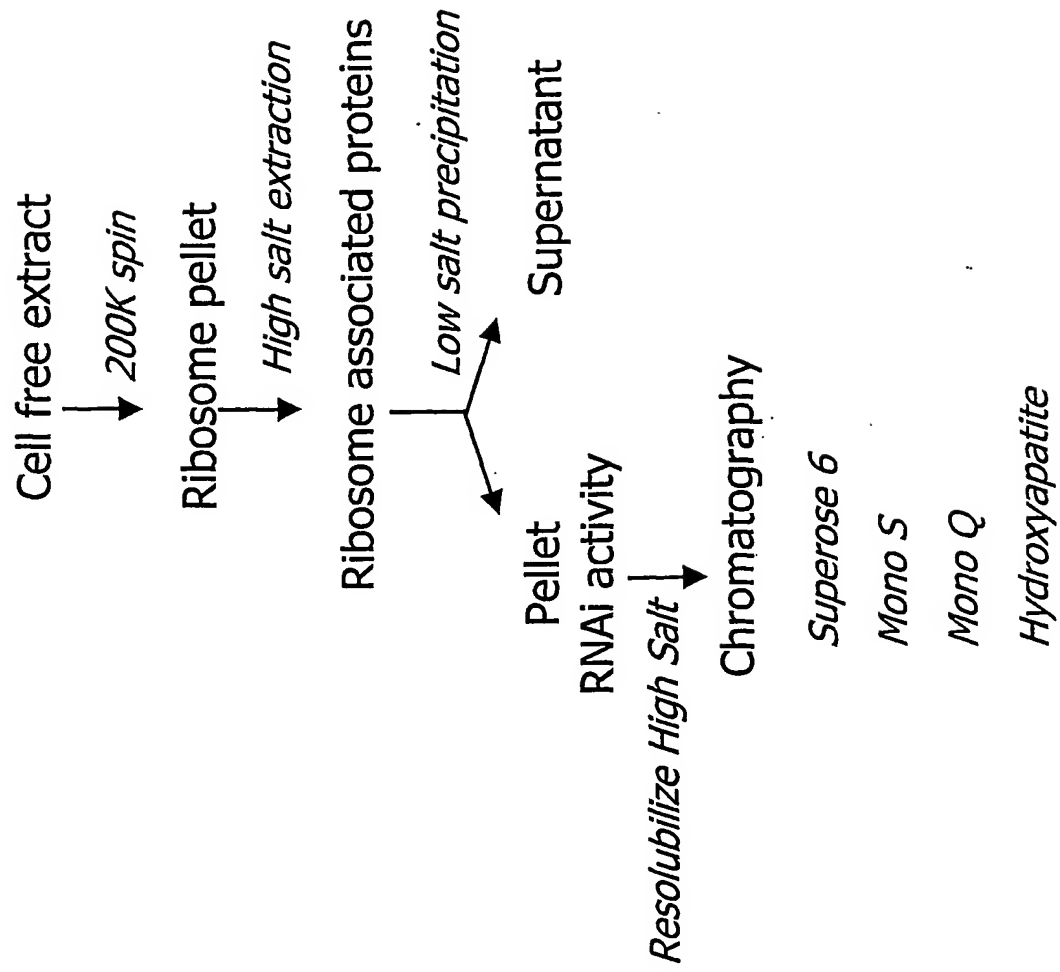 Cell free extract
200K spin
Ribosome pellet
High salt extraction
Ribosome associated proteins
Low salt precipitation
Pellet
Supernatant
RNAi activity
Resolubilize High Salt
Chromatography
Superose 6
Mono S
Mono Q
Hydroxyapatite